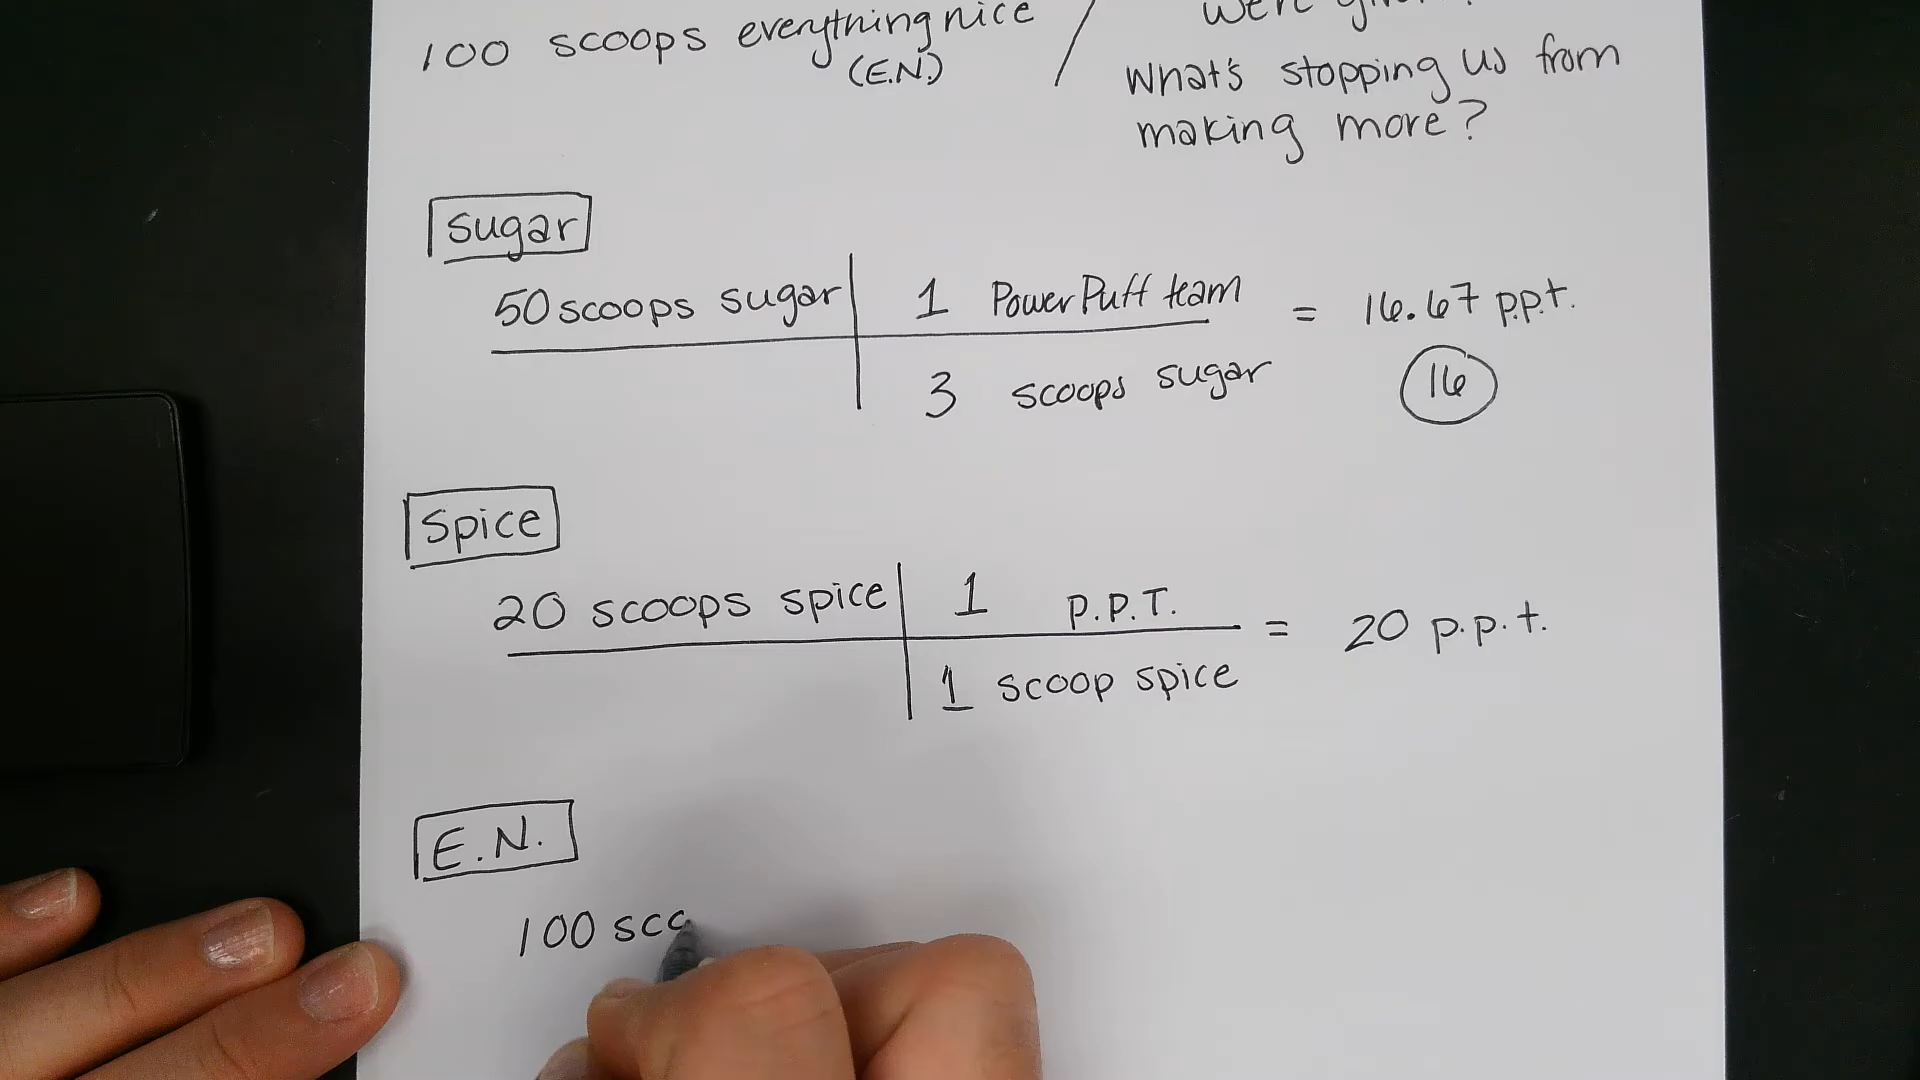 100 scoops everything nice
(E.N.)
What's stopping us from
making more?
sugar
50 scoops sugar 1 PowerPuff team = 16.67 p.p.t.
3 scoops sugar 16
Spice
20 scoops spice 1 P.P.T. = 20 p.p.t.
1 scoop spice
E.N.
100 sco